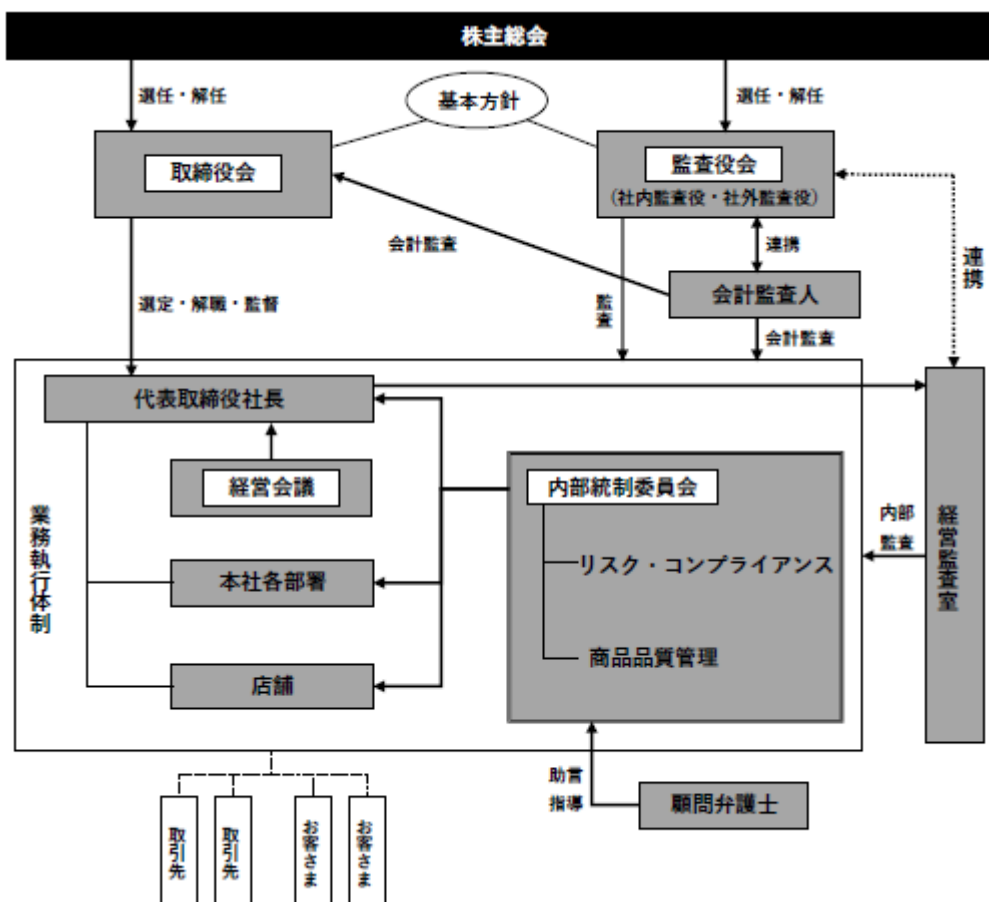 株主総会
選任・解任
基本方針
選任・解任
取締役会
監査役会
(社内監査役・社外監査役)
会計監査
連携
連携
会計監査人
選定・解職・監督
監査
会計監査
代表取締役社長
経営会議
内部統制委員会
業務執行体制
内部
監査
経営監査室
リスク・コンプライアンス
本社各部署
商品品質管理
店舗
助言
指導
顧問弁護士
取引先
取引先
お客さま
お客さま